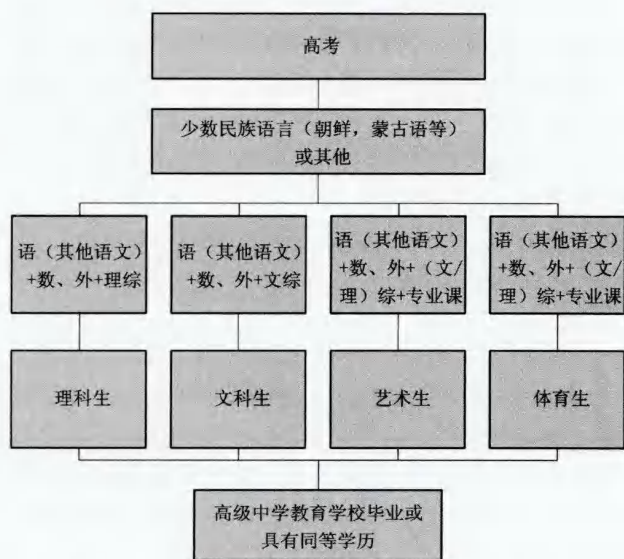 高考
少数民族语言（朝鲜，蒙古语等）
或其他
语（其他语文）
+数、外+理综
语（其他语文）
+数、外+文综
语（其他语文）
+数、外+（文/
理）综+专业课
语（其他语文）
+数、外+（文/
理）综+专业课
理科生
文科生
艺术生
体育生
高级中学教育学校毕业或
具有同等学历